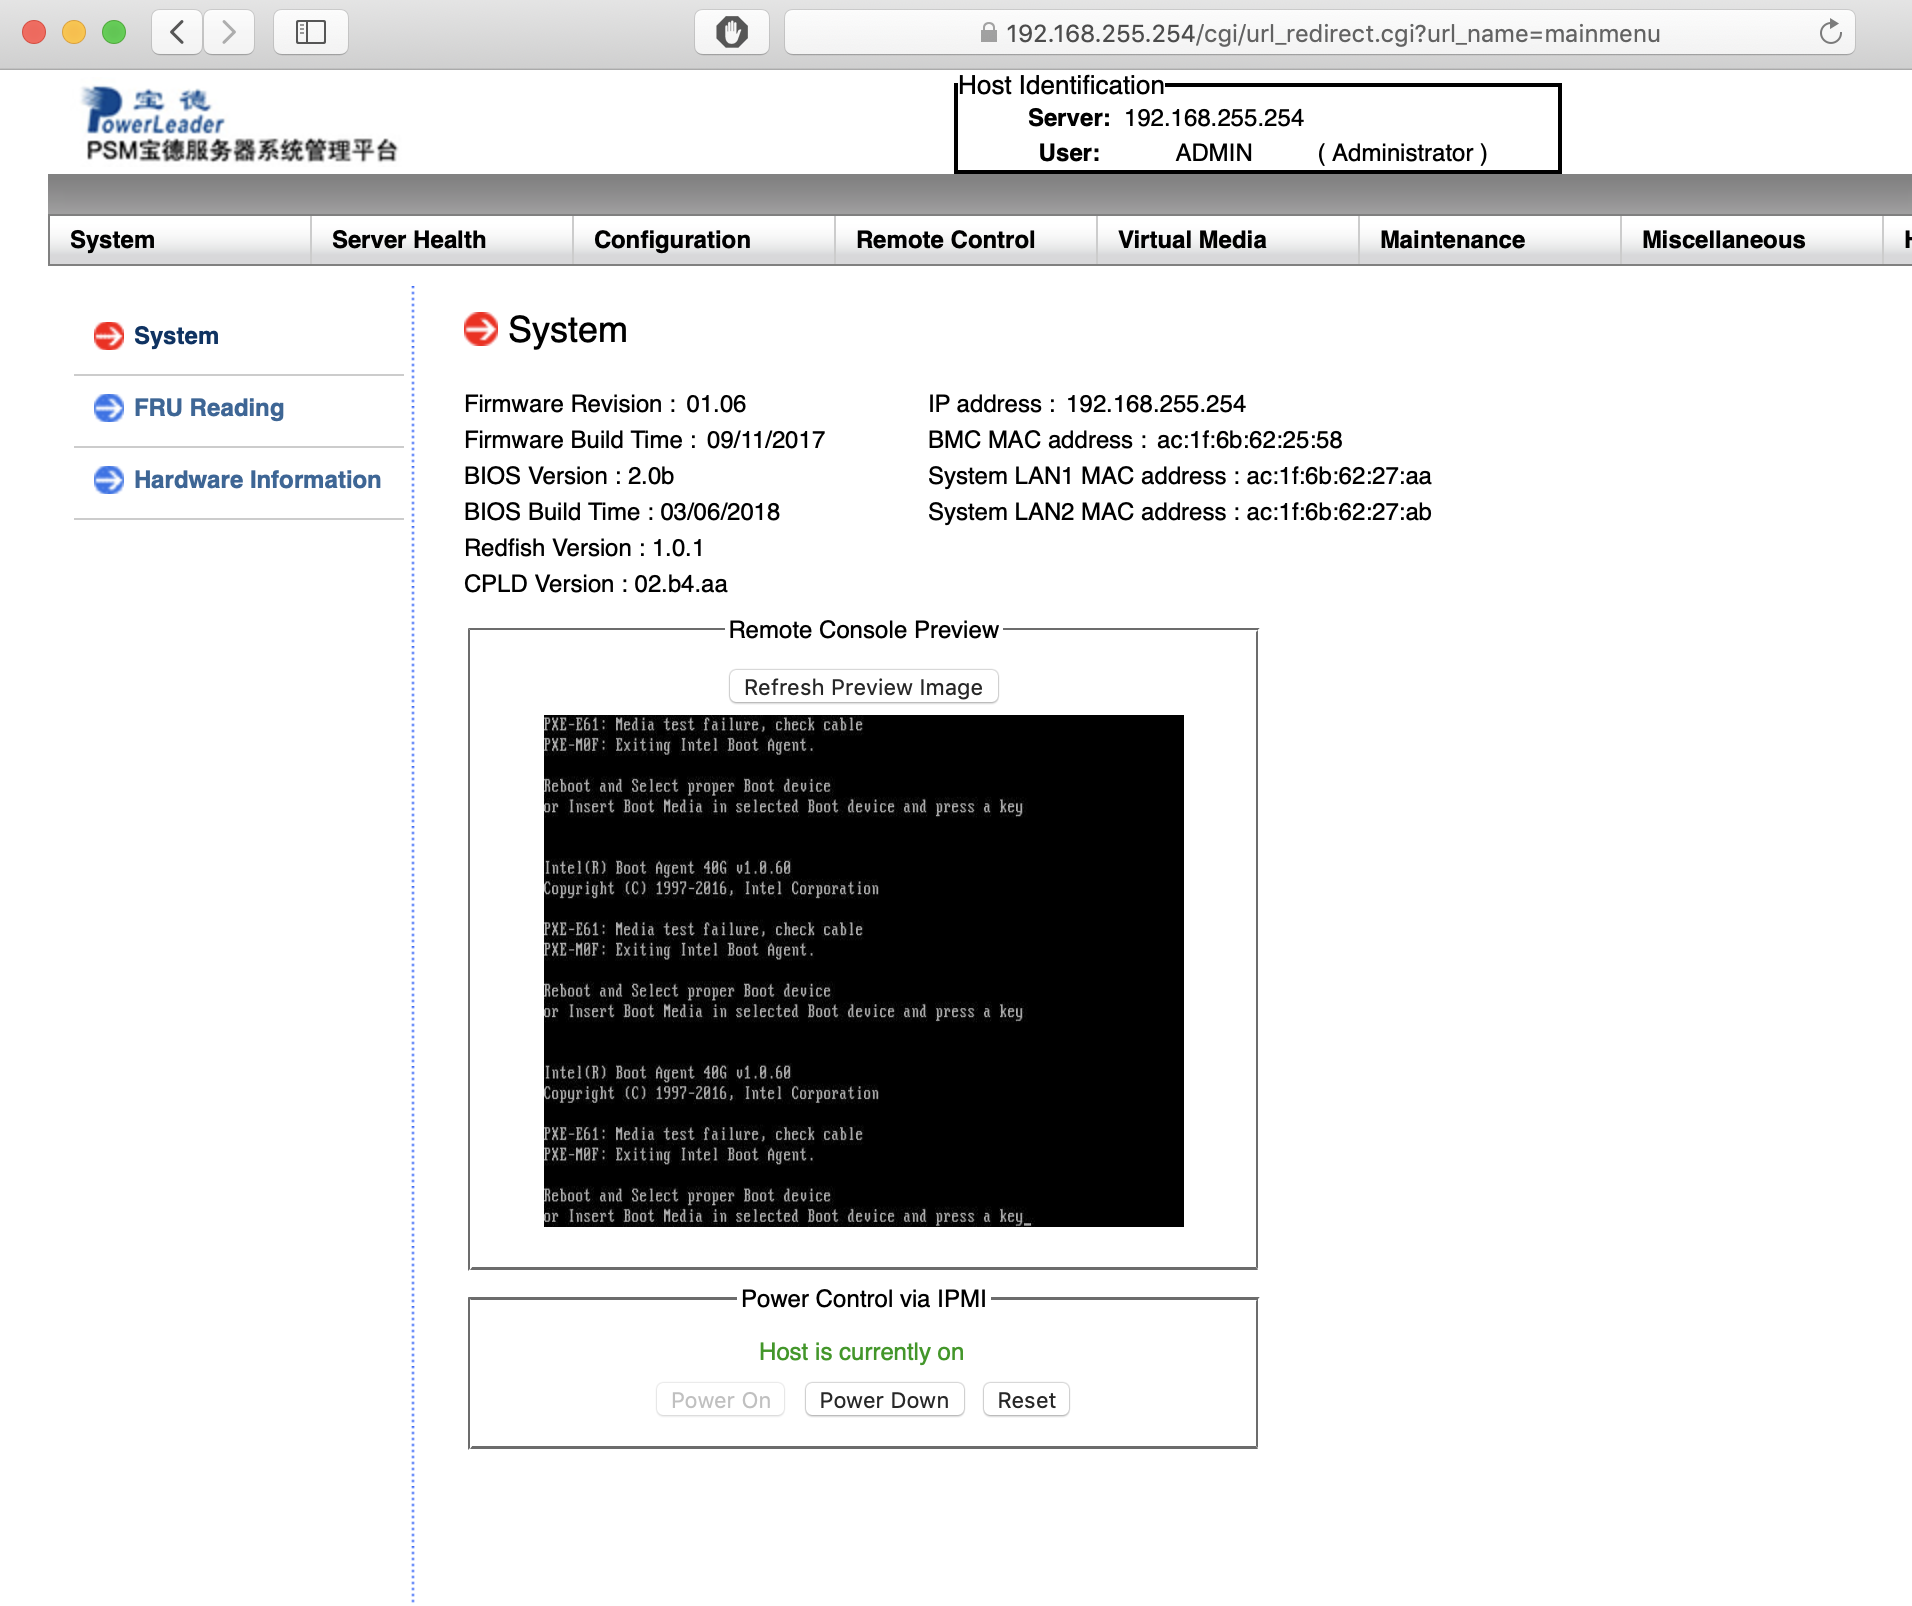 192.168.255.254/cgi/url_redirect.cgi?url_name=mainmenu
宝德
PowerLeader
PSM宝德服务器系统管理平台
Host Identification
Server: 192.168.255.254
User: ADMIN ( Administrator )
System Server Health Configuration Remote Control Virtual Media Maintenance Miscellaneous
System
FRU Reading
Hardware Information
System
Firmware Revision : 01.06
Firmware Build Time : 09/11/2017
BIOS Version : 2.0b
BIOS Build Time : 03/06/2018
Redfish Version : 1.0.1
CPLD Version : 02.b4.aa
IP address : 192.168.255.254
BMC MAC address : ac:1f:6b:62:25:58
System LAN1 MAC address : ac:1f:6b:62:27:aa
System LAN2 MAC address : ac:1f:6b:62:27:ab
Remote Console Preview
Refresh Preview Image
PXE-E61: Media test failure, check cable
PXE-M0F: Exiting Intel Boot Agent.
Reboot and Select proper Boot device
or Insert Boot Media in selected Boot device and press a key
Intel(R) Boot Agent 40G v1.0.60
Copyright (C) 1997-2016, Intel Corporation
PXE-E61: Media test failure, check cable
PXE-M0F: Exiting Intel Boot Agent.
Reboot and Select proper Boot device
or Insert Boot Media in selected Boot device and press a key
Intel(R) Boot Agent 40G v1.0.60
Copyright (C) 1997-2016, Intel Corporation
PXE-E61: Media test failure, check cable
PXE-M0F: Exiting Intel Boot Agent.
Reboot and Select proper Boot device
or Insert Boot Media in selected Boot device and press a key_
Power Control via IPMI
Host is currently on
Power On Power Down Reset